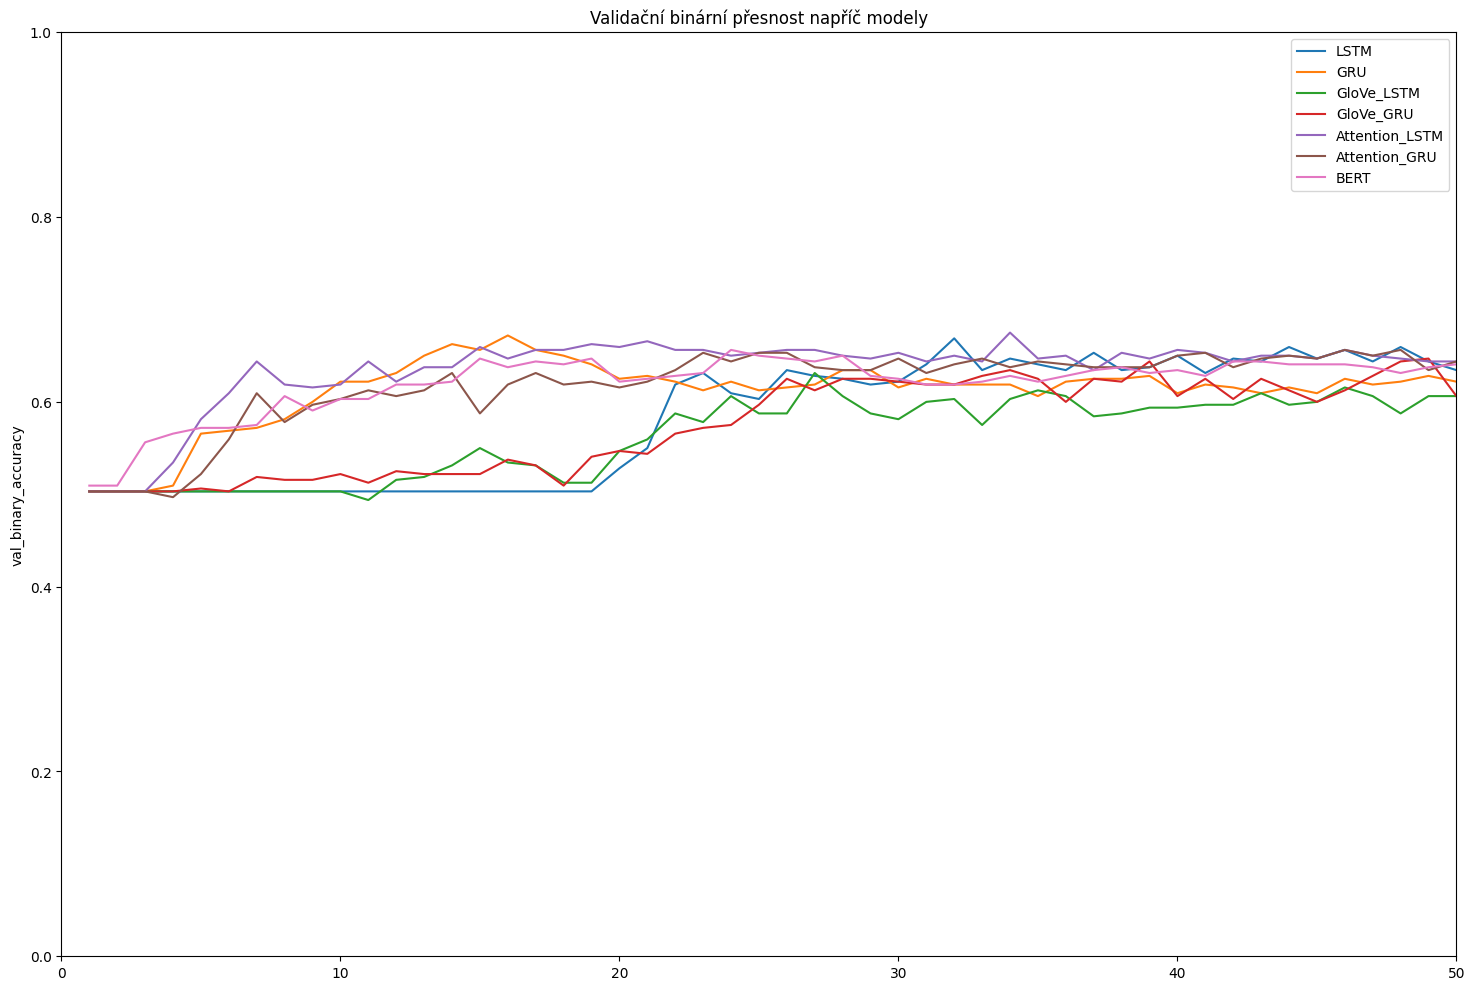 Validační binární přesnost napříč modely
1.0
0.8
0.6
0.4
0.2
0.0
val_binary_accuracy
0
10
20
30
40
50
LSTM
GRU
GloVe_LSTM
GloVe_GRU
Attention_LSTM
Attention_GRU
BERT